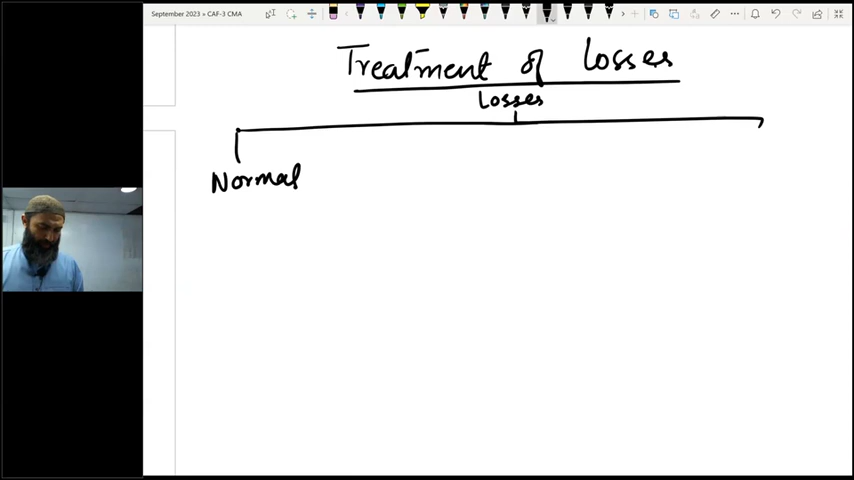 September 2023 » CAF-3 CMA
Treatment of Losses
Losses
Normal